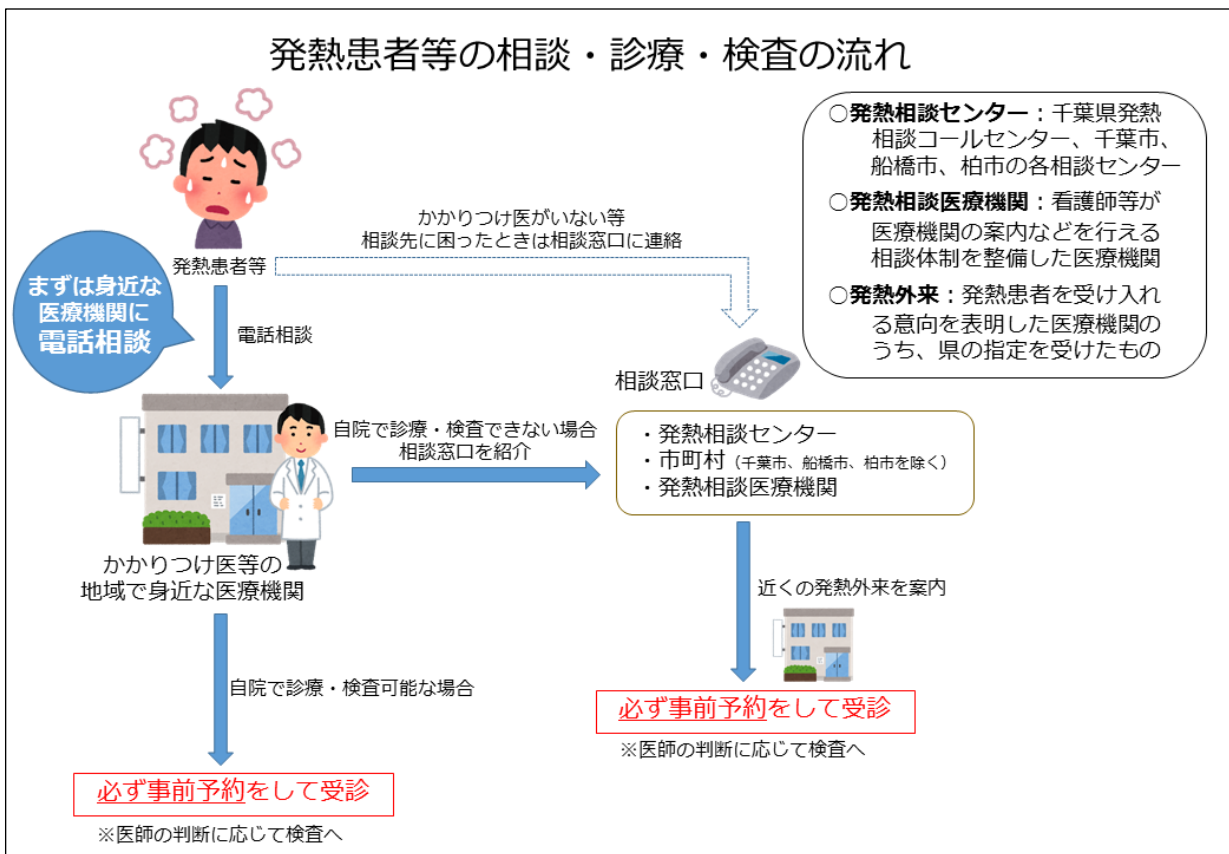 発熱患者等の相談・診療・検査の流れ
○発熱相談センター：千葉県発熱
相談コールセンター、千葉市、
船橋市、柏市の各相談センター
○発熱相談医療機関：看護師等が
医療機関の案内などを行える
相談体制を整備した医療機関
○発熱外来：発熱患者を受け入れ
る意向を表明した医療機関の
うち、県の指定を受けたもの
かかりつけ医がいない等
相談先に困ったときは相談窓口に連絡
発熱患者等
まずは身近な
医療機関に
電話相談
電話相談
相談窓口
自院で診療・検査できない場合
相談窓口を紹介
・発熱相談センター
・市町村（千葉市、船橋市、柏市を除く）
・発熱相談医療機関
かかりつけ医等の
地域で身近な医療機関
近くの発熱外来を案内
自院で診療・検査可能な場合
必ず事前予約をして受診
※医師の判断に応じて検査へ
必ず事前予約をして受診
※医師の判断に応じて検査へ